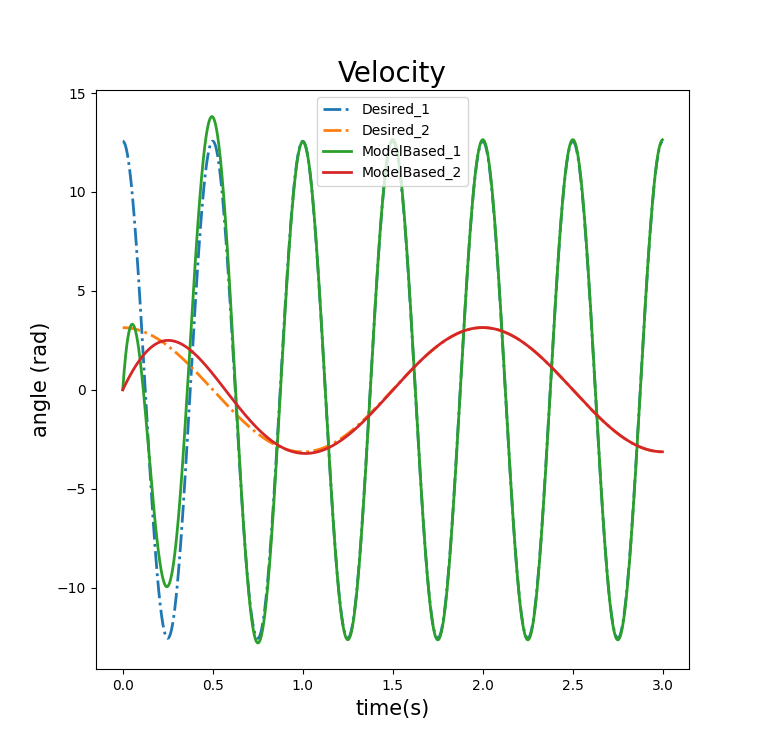 Velocity
Desired_1
Desired_2
ModelBased_1
ModelBased_2
15
10
5
0
−5
−10
angle (rad)
0.0 0.5 1.0 1.5 2.0 2.5 3.0
time(s)